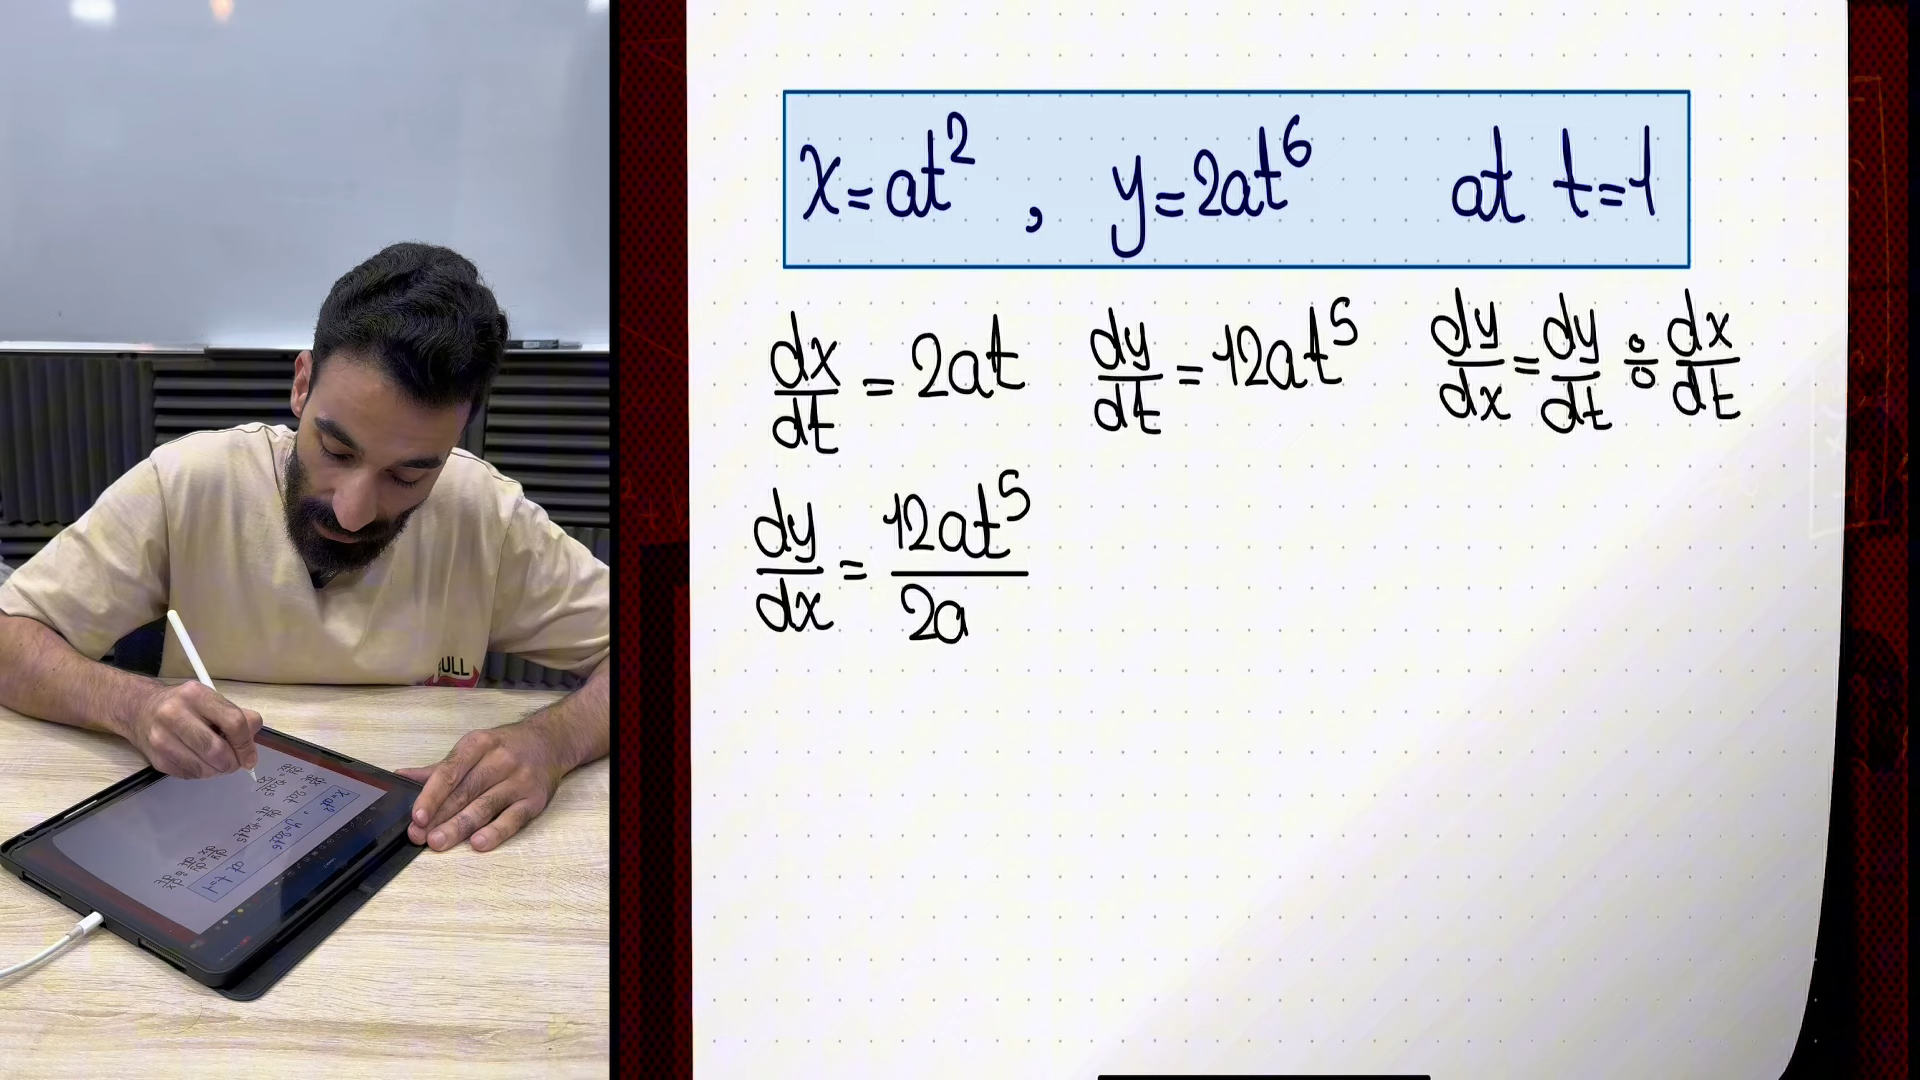 x=at² , y=2at⁶ at t=1
dx/dt = 2at dy/dt = 12at⁵ dy/dx = dy/dt ÷ dx/dt
dy/dx = 12at⁵/2a
ULL